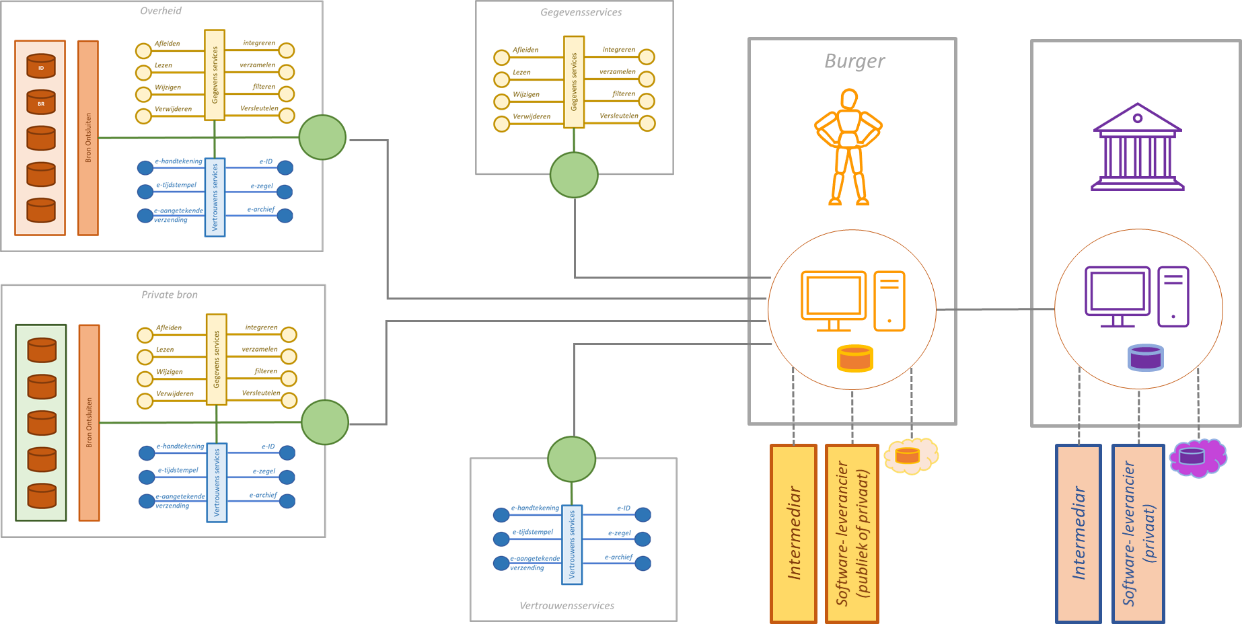 Overheid
ID
BR
Bron Ontsluiten
Afleiden
Lezen
Wijzigen
Verwijderen
Gegevens services
integreren
verzamelen
filteren
Versleutelen
e-handtekening
e-tijdstempel
e-aangetekende
verzending
Vertrouwens services
e-ID
e-zegel
e-archief
Private bron
Bron Ontsluiten
Afleiden
Lezen
Wijzigen
Verwijderen
Gegevens services
integreren
verzamelen
filteren
Versleutelen
e-handtekening
e-tijdstempel
e-aangetekende
verzending
Vertrouwens services
e-ID
e-zegel
e-archief
Gegevensservices
Afleiden
Lezen
Wijzigen
Verwijderen
Gegevens services
integreren
verzamelen
filteren
Versleutelen
e-handtekening
e-tijdstempel
e-aangetekende
verzending
Vertrouwens services
e-ID
e-zegel
e-archief
Vertrouwensservices
Burger
Intermediar
Software- leverancier
(publiek of privaat)
Intermediar
Software- leverancier
(privaat)